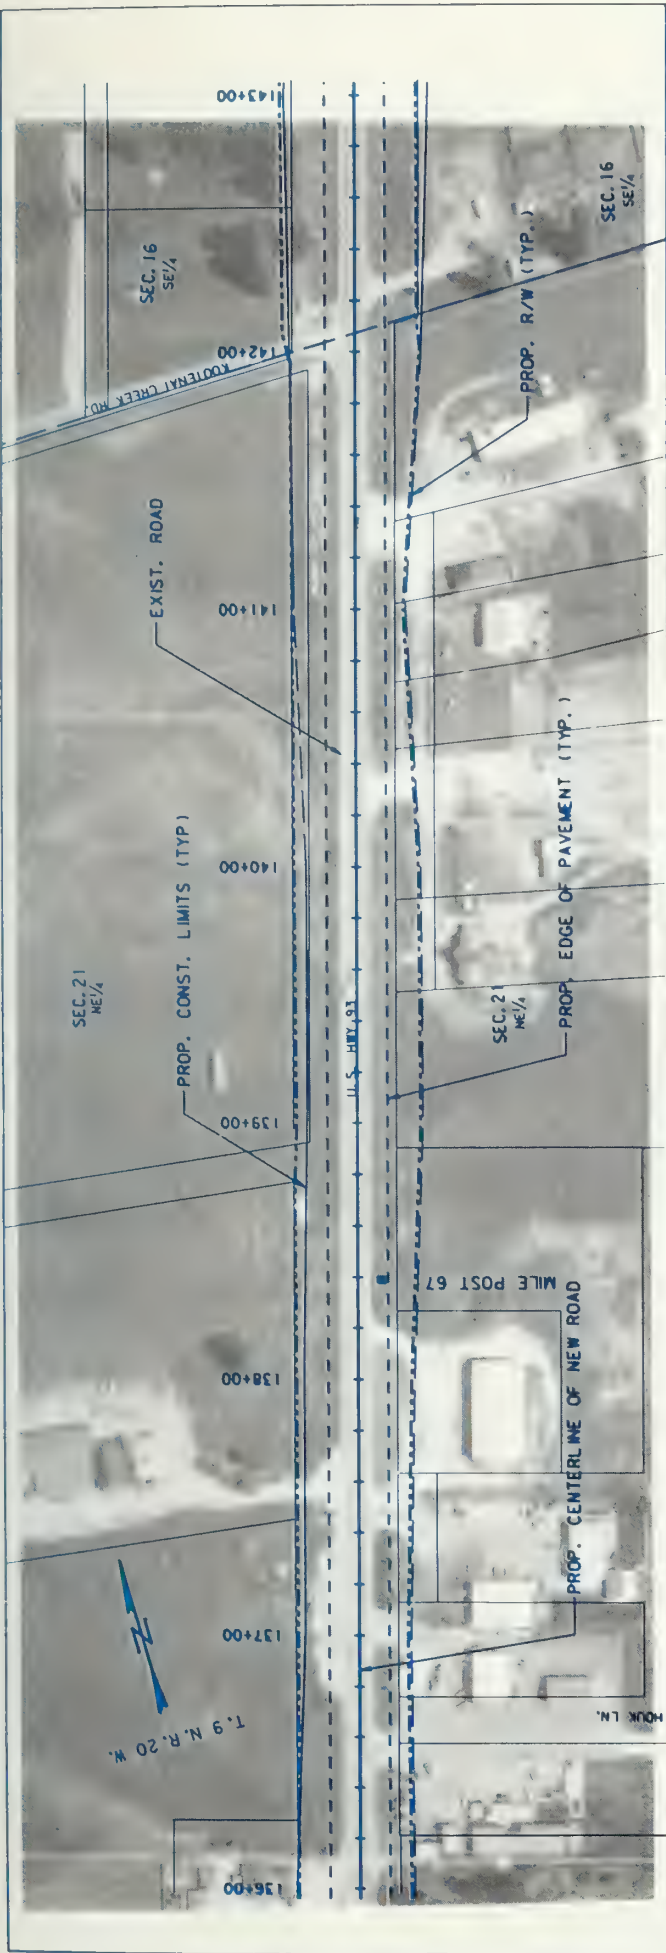 143+00
SEC. 16
SE¼
142+00
KOOTENAI CREEK RD.
EXIST. ROAD
141+00
PROP. CONST. LIMITS (TYP)
140+00
SEC. 21
NE¼
139+00
138+00
137+00
T. 9 N. R. 20 W.
136+00
U.S. HWY. 93
SEC. 16
SE¼
PROP. R/W (TYP.)
PROP. EDGE OF PAVEMENT (TYP.)
SEC. 21
NE¼
MILE POST 67
PROP. CENTERLINE OF NEW ROAD
HOUK LN.